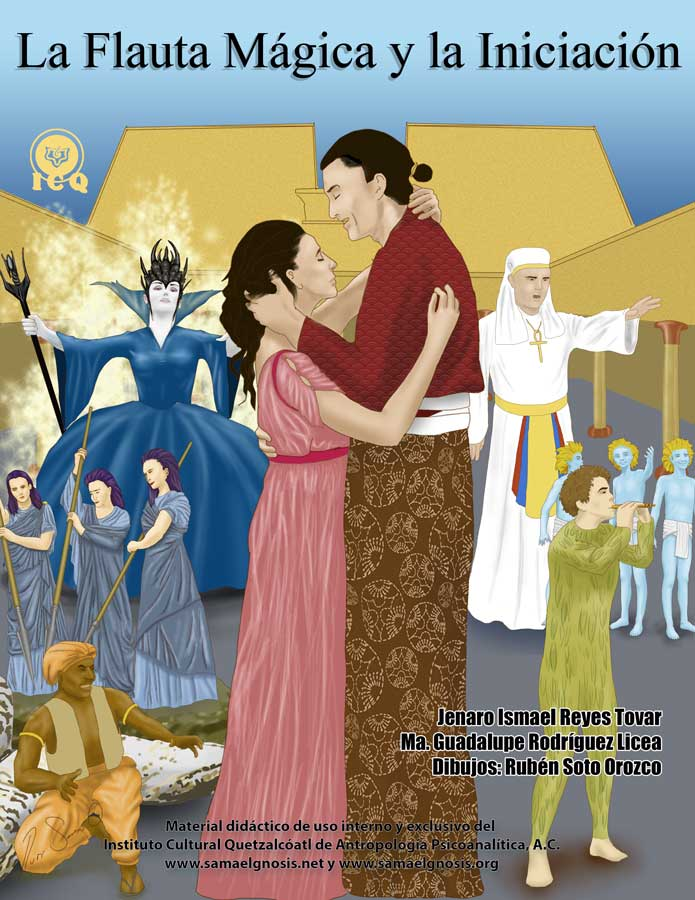 La Flauta Mágica y la Iniciación
ICQ
Jenaro Ismael Reyes Tovar
Ma. Guadalupe Rodríguez Licea
Dibujos: Rubén Soto Orozco
Material didáctico de uso interno y exclusivo del
Instituto Cultural Quetzalcóatl de Antropología Psicoanalítica, A.C.
www.samaelgnosis.net y www.samaelgnosis.org